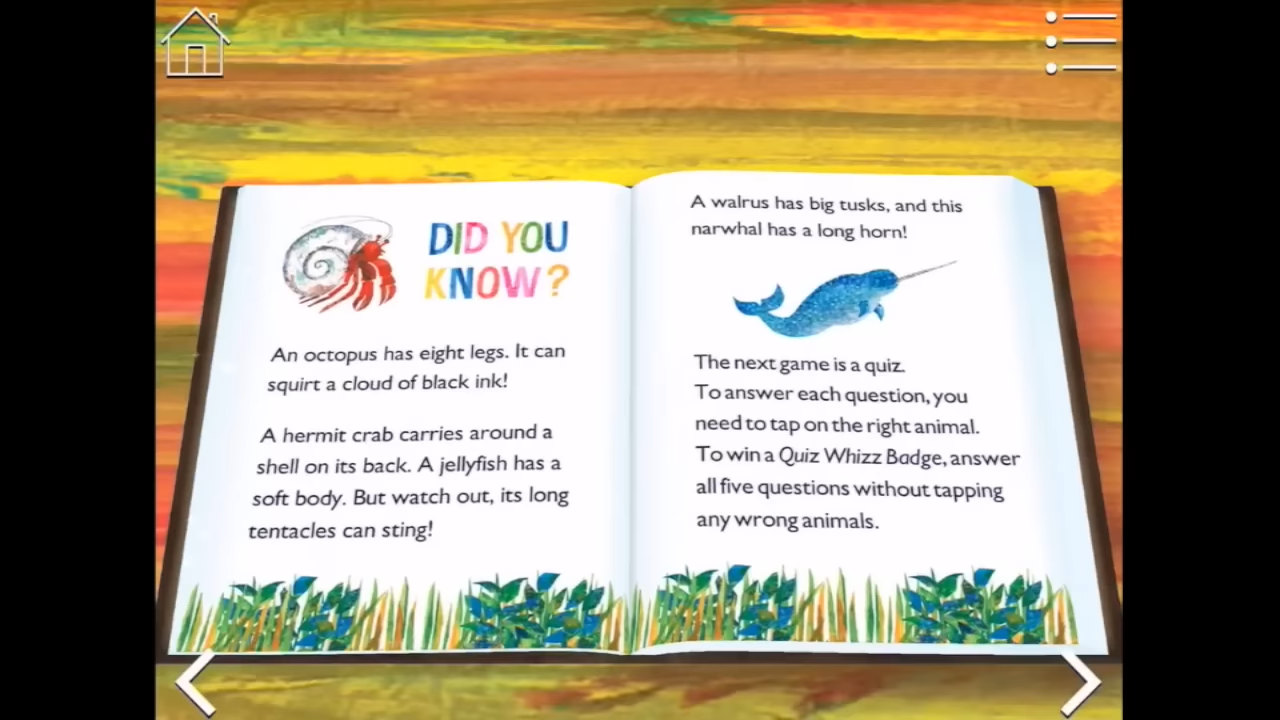 DID YOU
KNOW?
An octopus has eight legs. It can
squirt a cloud of black ink!
A hermit crab carries around a
shell on its back. A jellyfish has a
soft body. But watch out, its long
tentacles can sting!
A walrus has big tusks, and this
narwhal has a long horn!
The next game is a quiz.
To answer each question, you
need to tap on the right animal.
To win a Quiz Whizz Badge, answer
all five questions without tapping
any wrong animals.